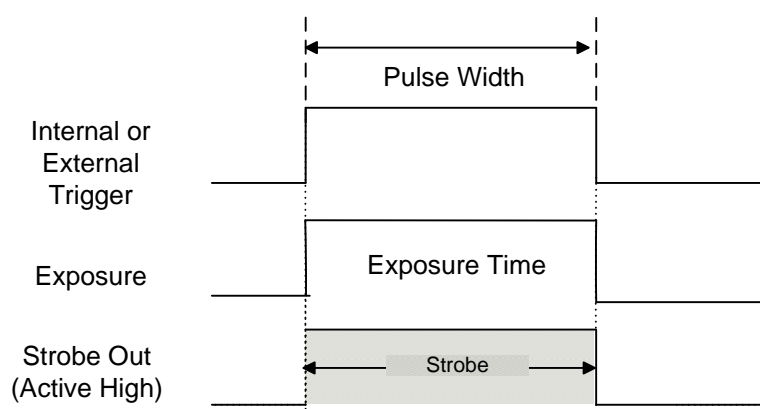 Pulse Width
Internal or
External
Trigger
Exposure
Exposure Time
Strobe Out
(Active High)
Strobe